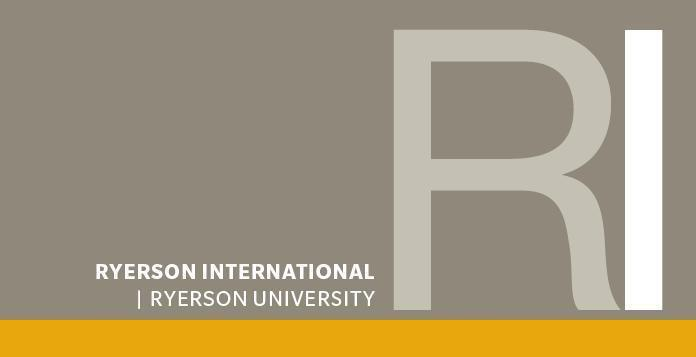 RI
RYERSON INTERNATIONAL
| RYERSON UNIVERSITY